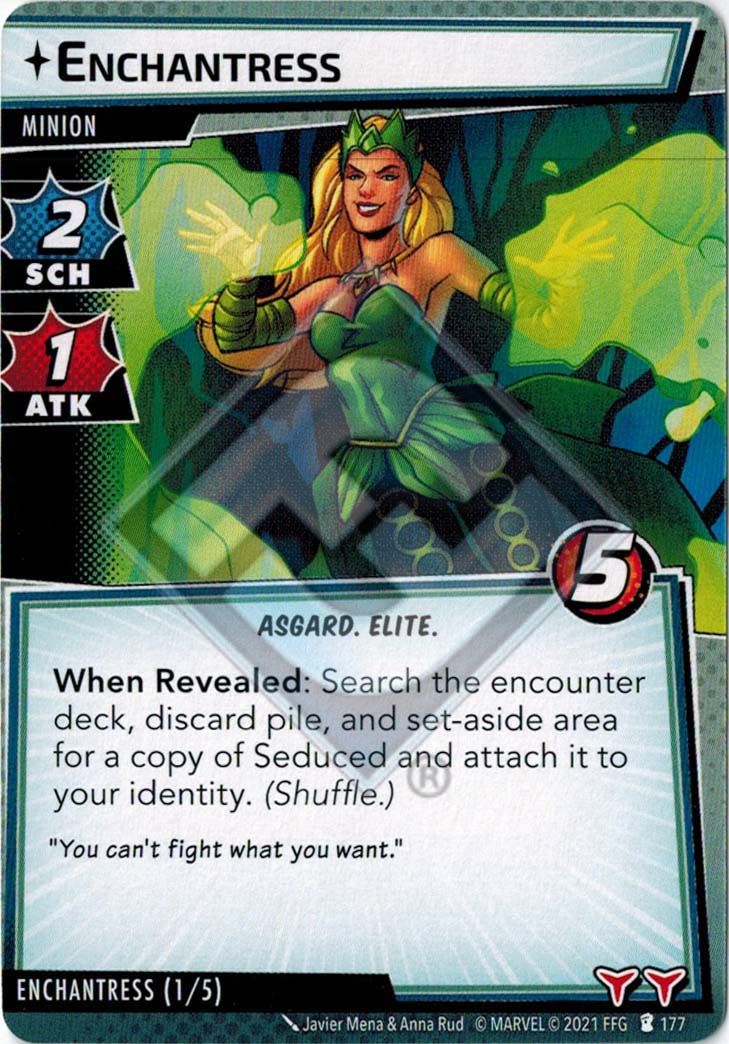 ENCHANTRESS
MINION
2
SCH
1
ATK
5
ASGARD. ELITE.
When Revealed: Search the encounter
deck, discard pile, and set-aside area
for a copy of Seduced and attach it to
your identity. (Shuffle.)
"You can't fight what you want."
ENCHANTRESS (1/5)
Javier Mena & Anna Rud © MARVEL © 2021 FFG 177
®